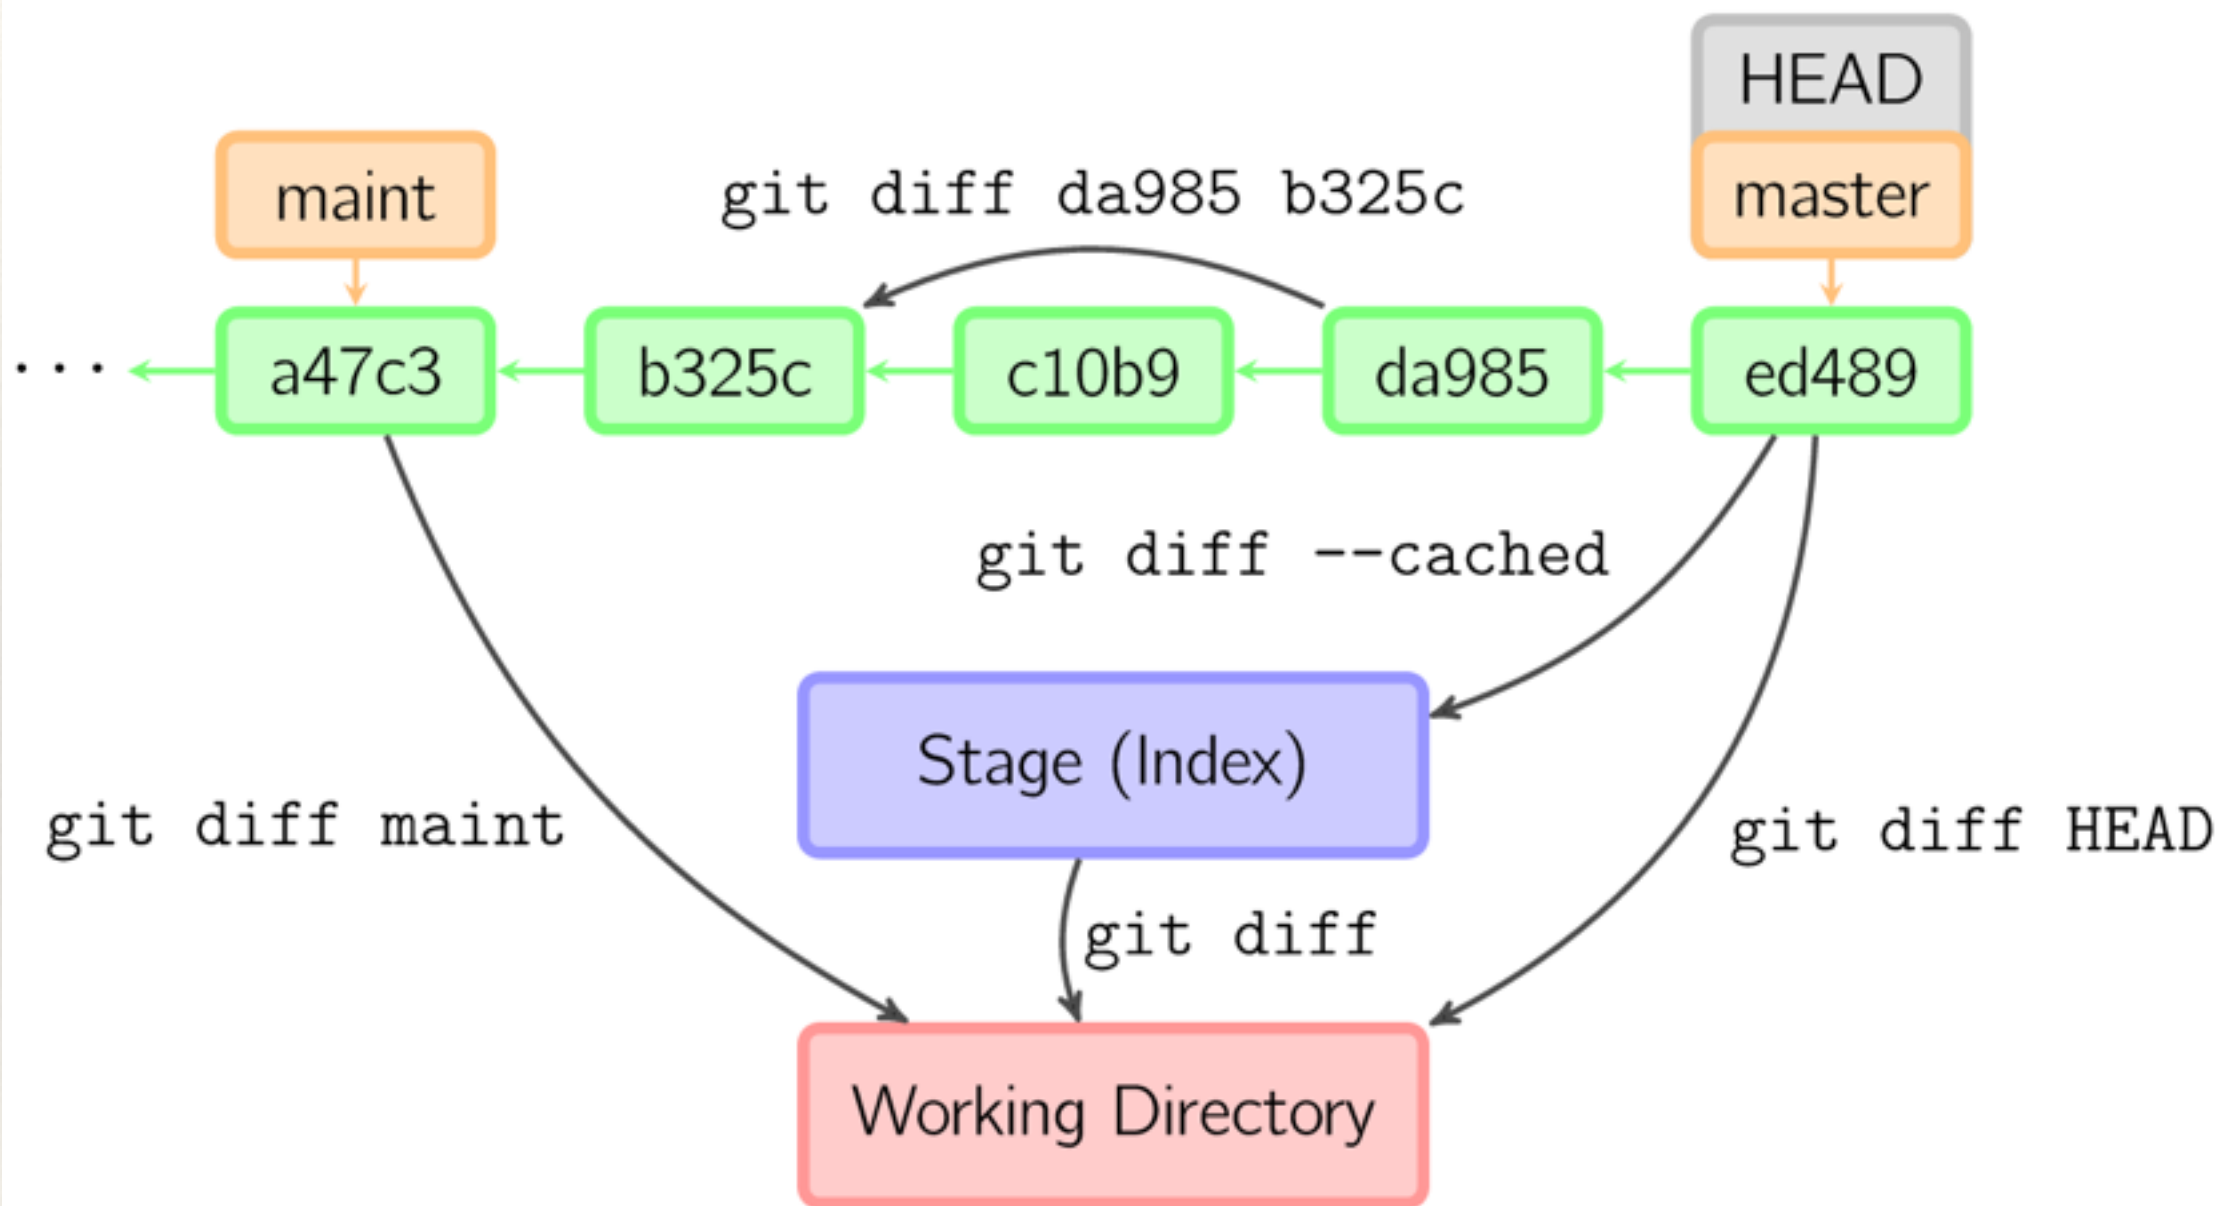 HEAD
maint
git diff da985 b325c
master
...
a47c3
b325c
c10b9
da985
ed489
git diff --cached
Stage (Index)
git diff maint
git diff HEAD
git diff
Working Directory